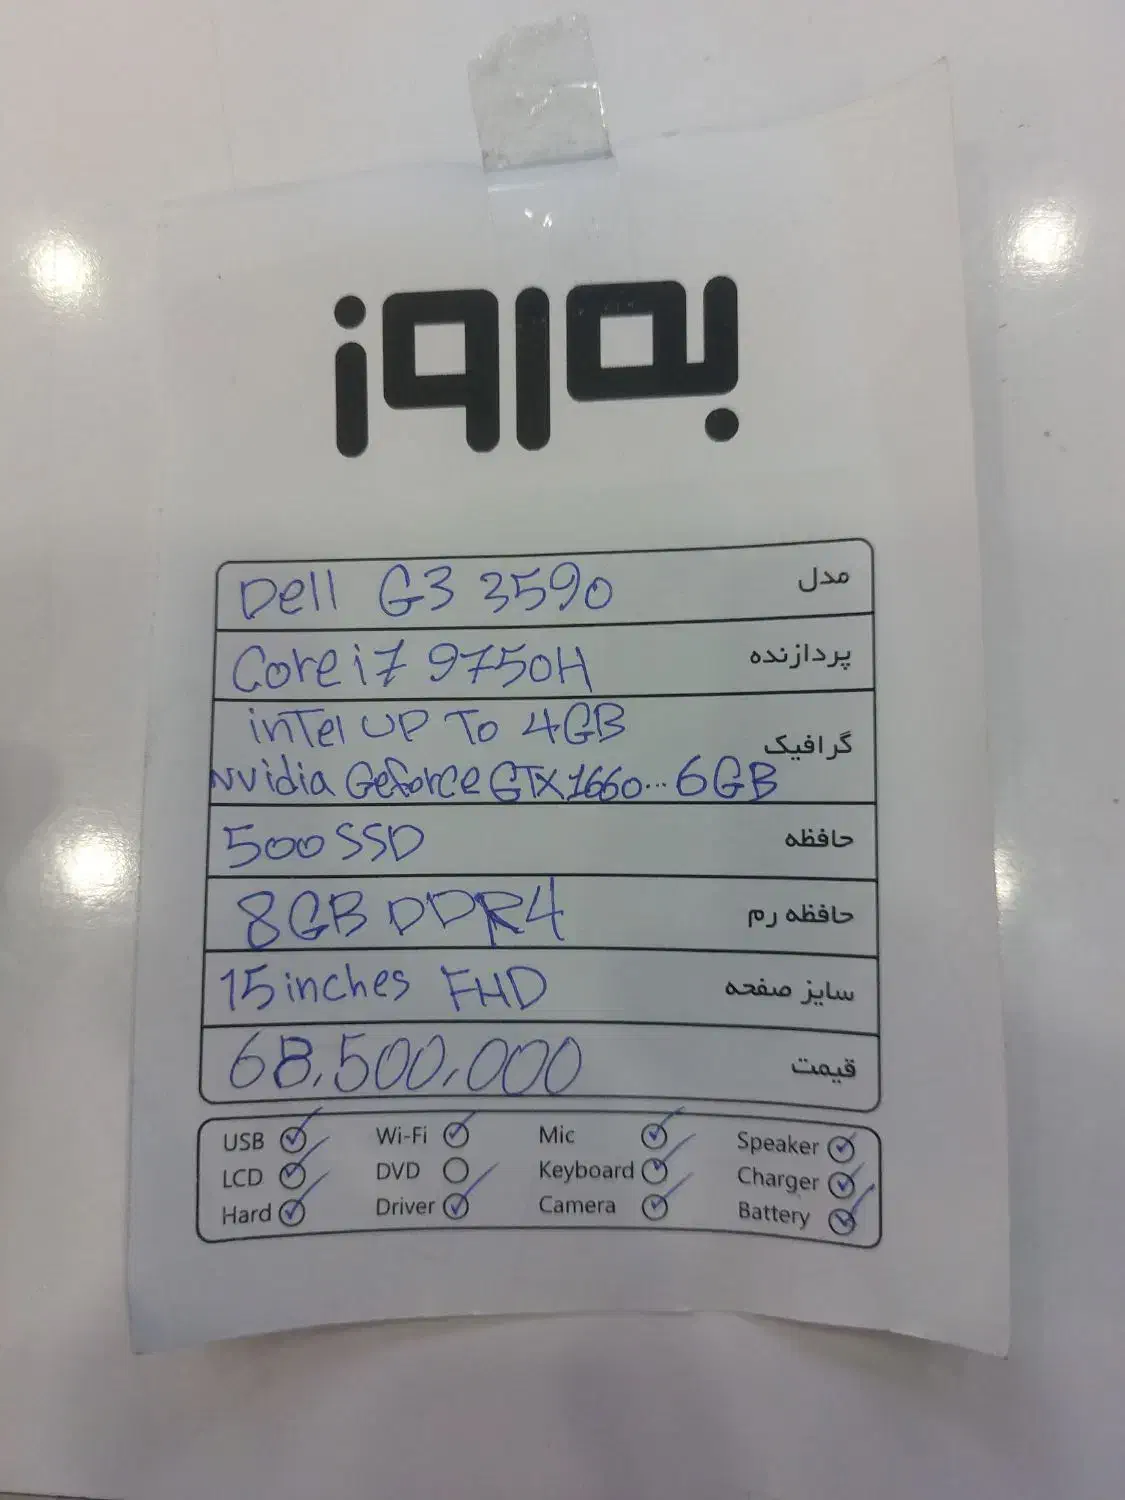 به روز
مدل Dell G3 3590
پردازنده Core i7 9750H
گرافیک intel UP To 4GB
Nvidia Geforce GTX 1660... 6GB
حافظه 500 SSD
حافظه رم 8GB DDR4
سایز صفحه 15 inches FHD
قیمت 68,500,000
USB Wi-Fi Mic Speaker
LCD DVD Keyboard Charger
Hard Driver Camera Battery